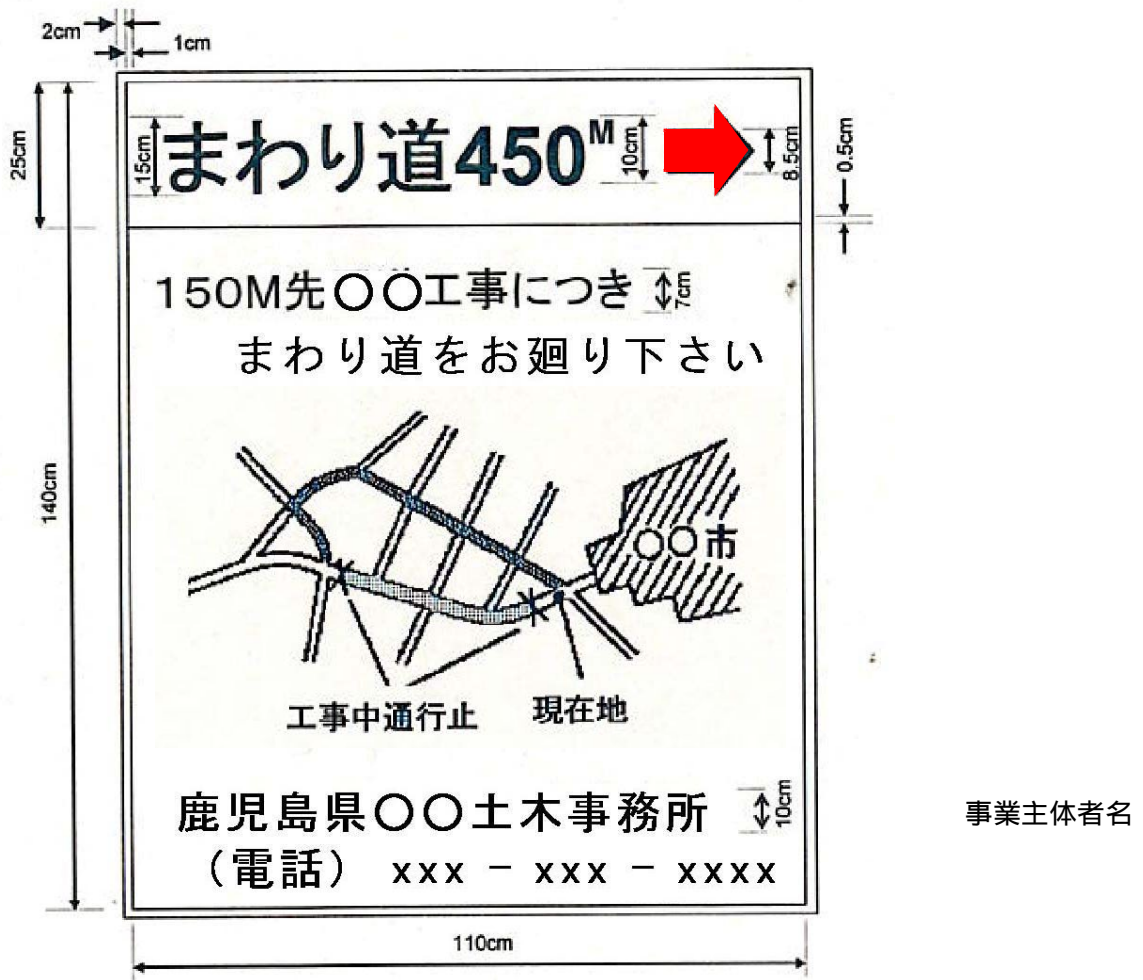 2cm
1cm
25cm
15cm
まわり道450M
10cm
8.5cm
0.5cm
150M先〇〇工事につき
7cm
まわり道をお廻り下さい
140cm
〇〇市
工事中通行止
現在地
鹿児島県〇〇土木事務所
10cm
事業主体者名
(電話) xxx － xxx － xxxx
110cm